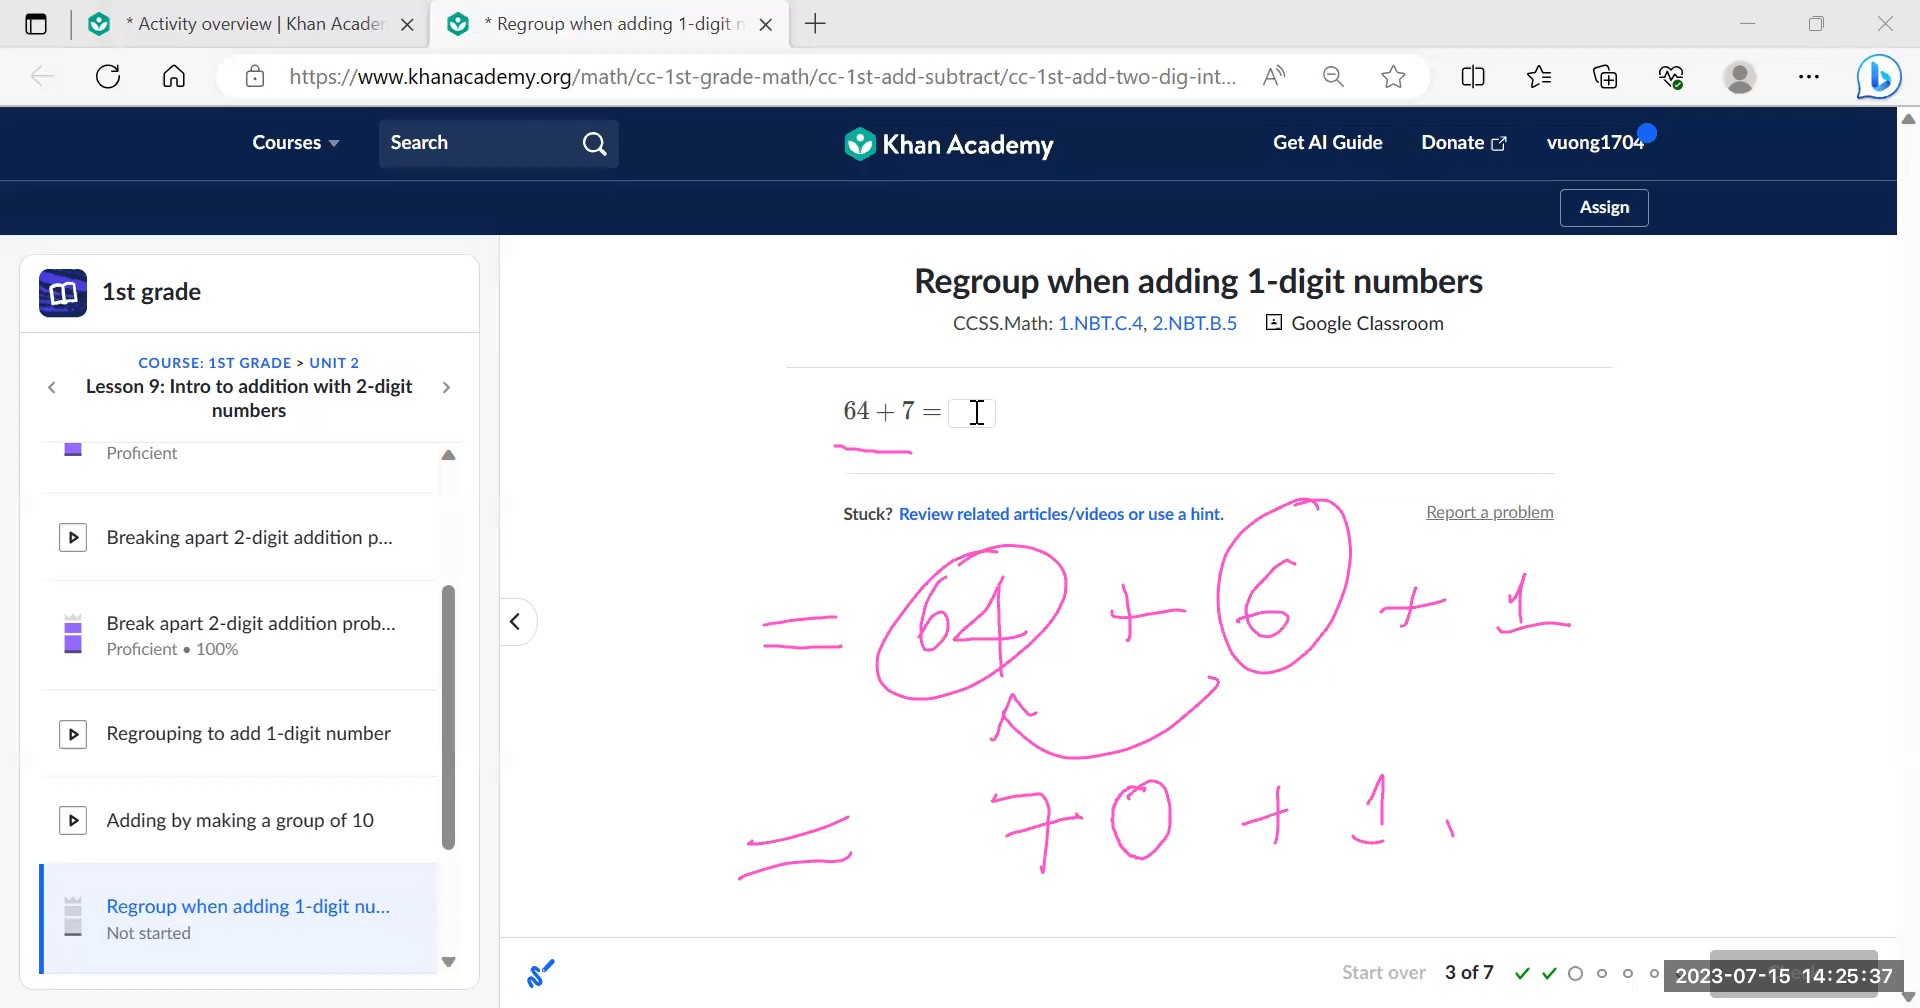 * Activity overview | Khan Acade
* Regroup when adding 1-digit n
https://www.khanacademy.org/math/cc-1st-grade-math/cc-1st-add-subtract/cc-1st-add-two-dig-int...
Courses
Search
Khan Academy
Get AI Guide
Donate
vuong1704
Assign
1st grade
COURSE: 1ST GRADE > UNIT 2
Lesson 9: Intro to addition with 2-digit
numbers
Proficient
Breaking apart 2-digit addition p...
Break apart 2-digit addition prob...
Proficient • 100%
Regrouping to add 1-digit number
Adding by making a group of 10
Regroup when adding 1-digit nu...
Not started
Regroup when adding 1-digit numbers
CCSS.Math: 1.NBT.C.4, 2.NBT.B.5
Google Classroom
64 + 7 =
Stuck? Review related articles/videos or use a hint.
Report a problem
= 64 + 6 + 1
= 70 + 1
Start over
3 of 7
2023-07-15 14:25:37